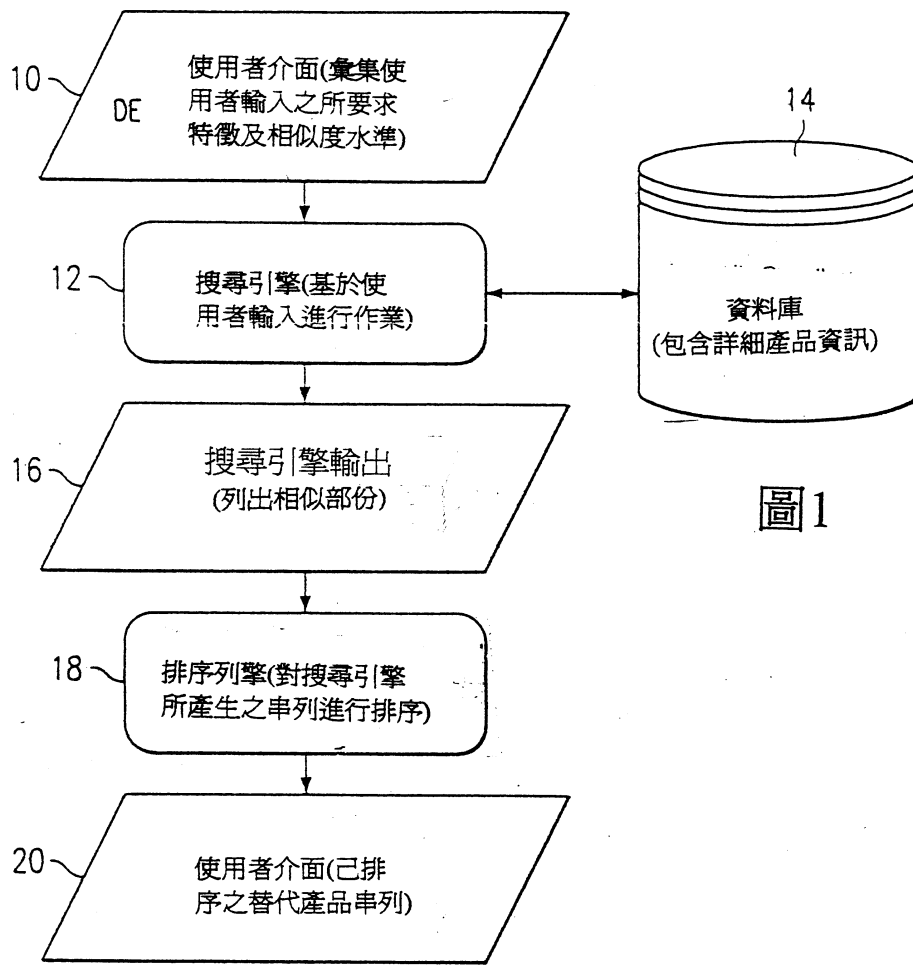 10
DE
使用者介面(彙集使
用者輸入之所要求
特徵及相似度水準)
14
12
搜尋引擎(基於使
用者輸入進行作業)
資料庫
(包含詳細產品資訊)
16
搜尋引擎輸出
(列出相似部份)
圖1
18
排序列擎(對搜尋引擎
所產生之串列進行排序)
20
使用者介面(己排
序之替代產品串列)